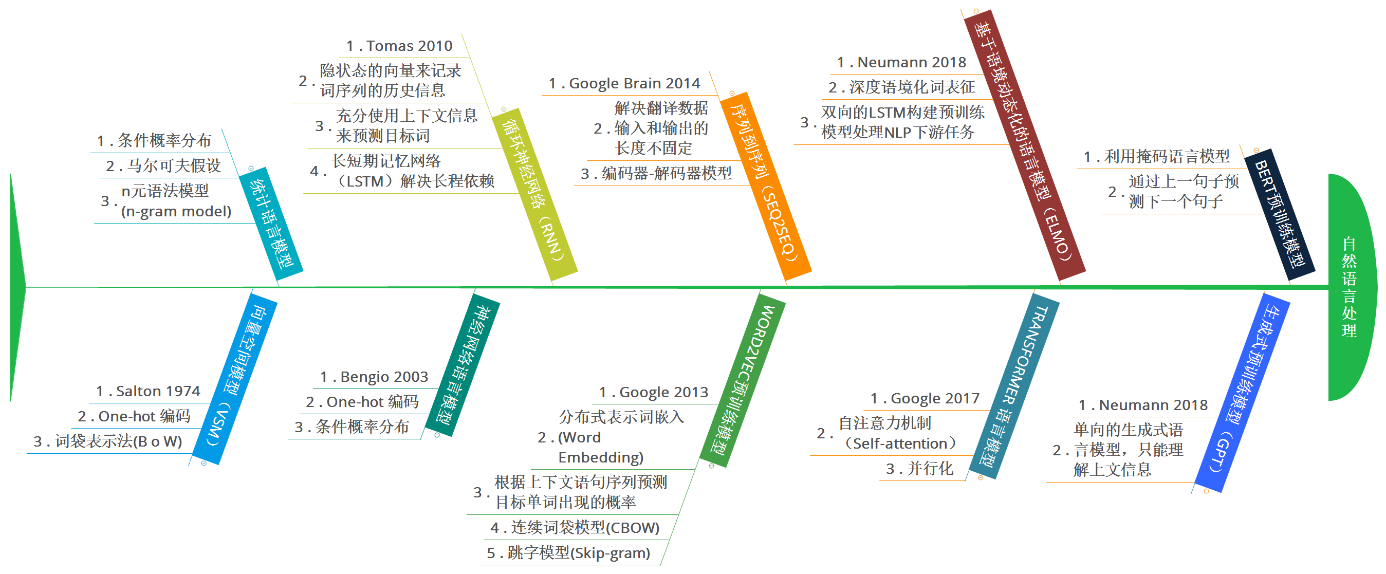 1 . 条件概率分布
2 . 马尔可夫假设
3 . n元语法模型
(n-gram model)
统计语言模型
1 . Tomas 2010
2 . 隐状态的向量来记录
词序列的历史信息
3 . 充分使用上下文信息
来预测目标词
4 . 长短期记忆网络
（LSTM）解决长程依赖
循环神经网络（RNN）
1 . Google Brain 2014
2 . 解决翻译数据
输入和输出的
长度不固定
3 . 编码器-解码器模型
序列到序列（SEQ2SEQ）
1 . Neumann 2018
2 . 深度语境化词表征
3 . 双向的LSTM构建预训练
模型处理NLP下游任务
基于语境动态化的语言模型（ELMO）
1 . 利用掩码语言模型
2 . 通过上一句子预
测下一个句子
BERT预训练模型
自然语言处理
向量空间模型（VSM）
1 . Salton 1974
2 . One-hot 编码
3 . 词袋表示法(B o W)
神经网络语言模型
1 . Bengio 2003
2 . One-hot 编码
3 . 条件概率分布
WORD2VEC预训练模型
1 . Google 2013
2 . 分布式表示词嵌入
(Word
Embedding)
3 . 根据上下文语句序列预测
目标单词出现的概率
4 . 连续词袋模型(CBOW)
5 . 跳字模型(Skip-gram)
TRANSFORMER 语言模型
1 . Google 2017
2 . 自注意力机制
（Self-attention）
3 . 并行化
生成式预训练模型（GPT）
1 . Neumann 2018
2 . 单向的生成式语
言模型，只能理
解上文信息